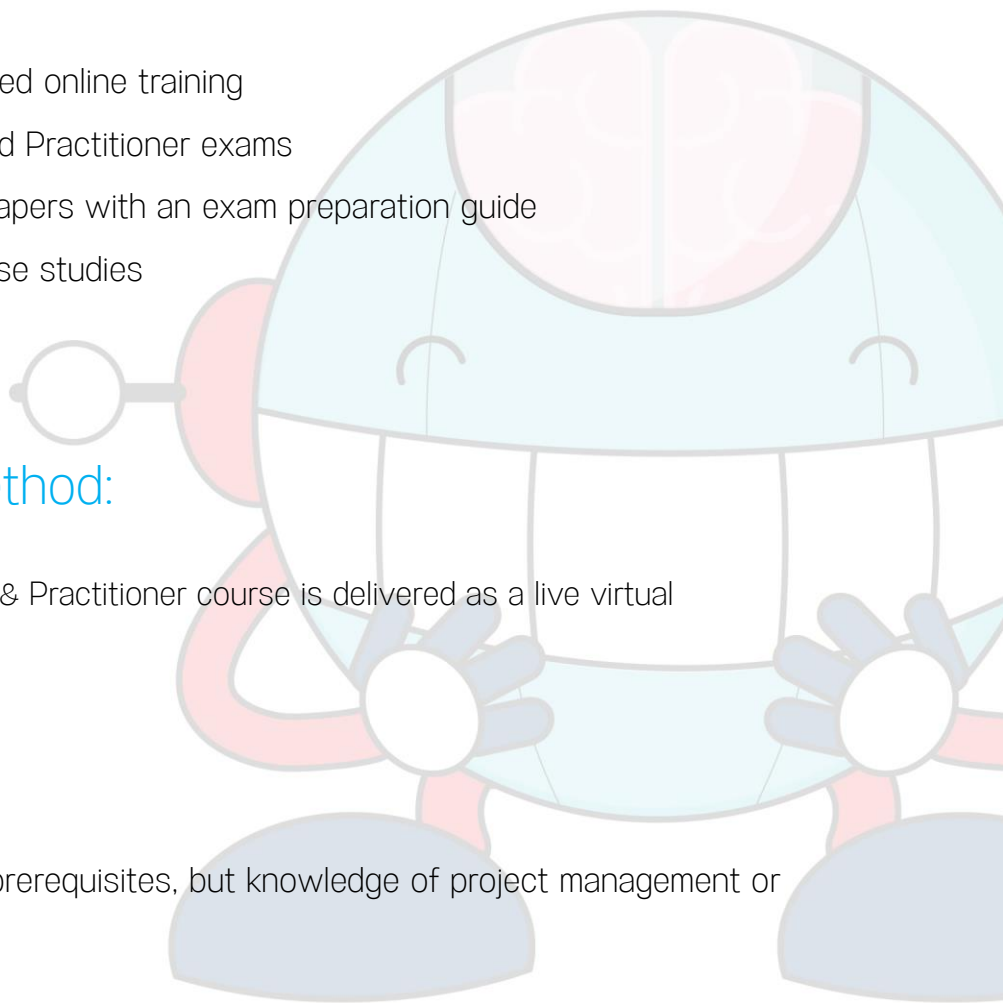 ed online training
d Practitioner exams
apers with an exam preparation guide
se studies
thod:
& Practitioner course is delivered as a live virtual
prerequisites, but knowledge of project management or